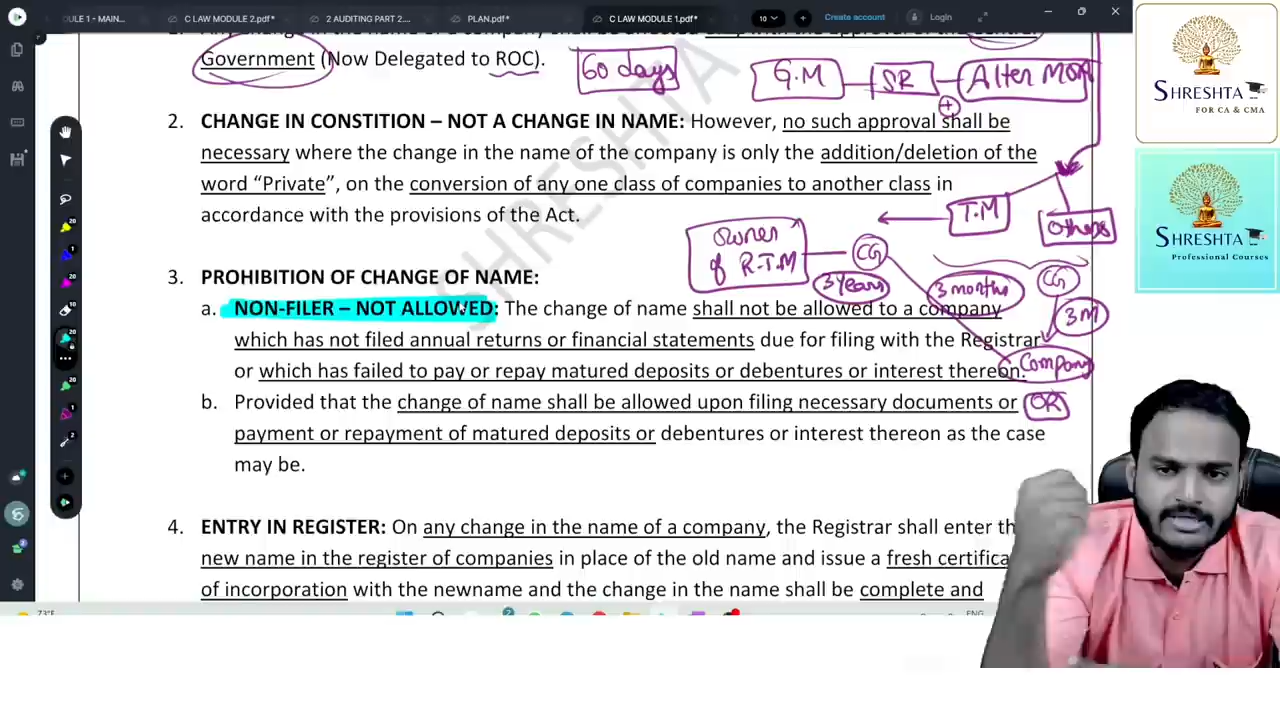 C LAW MODULE 2.pdf*
2 AUDITING PART 2....
PLAN.pdf*
C LAW MODULE 1.pdf*
10
Create account
Login
Government (Now Delegated to ROC).
60 days
G.M
SR
Alter MOA
2. CHANGE IN CONSTITION – NOT A CHANGE IN NAME: However, no such approval shall be
necessary where the change in the name of the company is only the addition/deletion of the
word “Private”, on the conversion of any one class of companies to another class in
accordance with the provisions of the Act.
T.M
Others
Owner
of R.T.M
CG
3 Years
3 months
CG
3M
Company
OR
3. PROHIBITION OF CHANGE OF NAME:
a. NON-FILER – NOT ALLOWED: The change of name shall not be allowed to a company
which has not filed annual returns or financial statements due for filing with the Registrar
or which has failed to pay or repay matured deposits or debentures or interest thereon.
b. Provided that the change of name shall be allowed upon filing necessary documents or
payment or repayment of matured deposits or debentures or interest thereon as the case
may be.
4. ENTRY IN REGISTER: On any change in the name of a company, the Registrar shall enter
new name in the register of companies in place of the old name and issue a fresh
of incorporation with the newname and the change in the name shall be complete and
SHRESHTA
SHRESHTA
FOR CA & CMA
SHRESHTA
Professional Courses
73°F
ENG